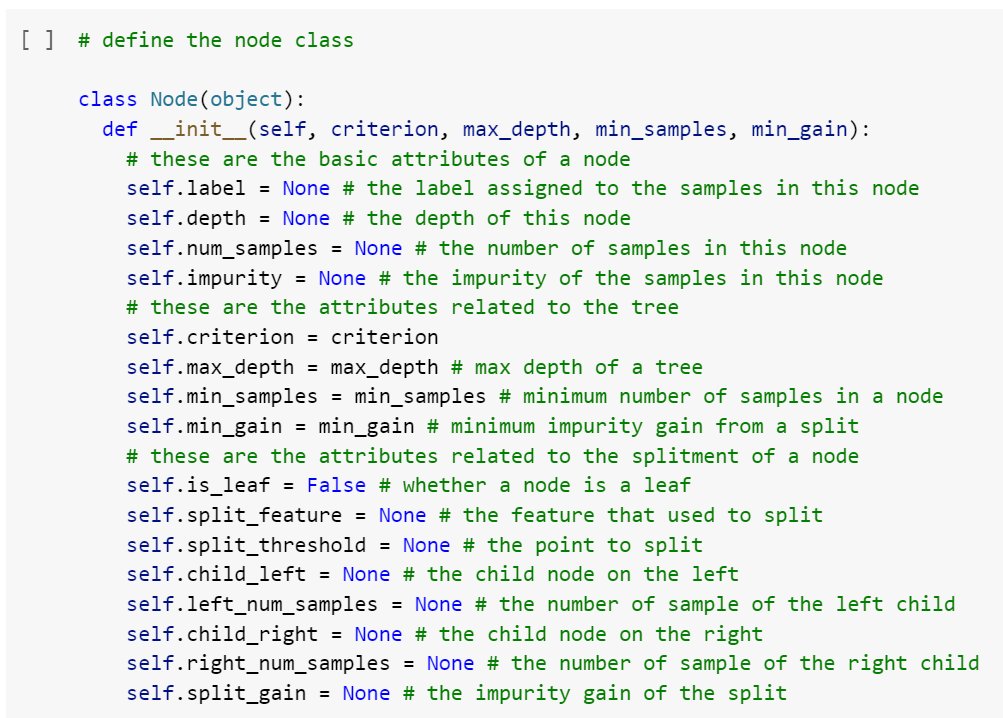 [ ] # define the node class
class Node(object):
def __init__(self, criterion, max_depth, min_samples, min_gain):
# these are the basic attributes of a node
self.label = None # the label assigned to the samples in this node
self.depth = None # the depth of this node
self.num_samples = None # the number of samples in this node
self.impurity = None # the impurity of the samples in this node
# these are the attributes related to the tree
self.criterion = criterion
self.max_depth = max_depth # max depth of a tree
self.min_samples = min_samples # minimum number of samples in a node
self.min_gain = min_gain # minimum impurity gain from a split
# these are the attributes related to the splitment of a node
self.is_leaf = False # whether a node is a leaf
self.split_feature = None # the feature that used to split
self.split_threshold = None # the point to split
self.child_left = None # the child node on the left
self.left_num_samples = None # the number of sample of the left child
self.child_right = None # the child node on the right
self.right_num_samples = None # the number of sample of the right child
self.split_gain = None # the impurity gain of the split